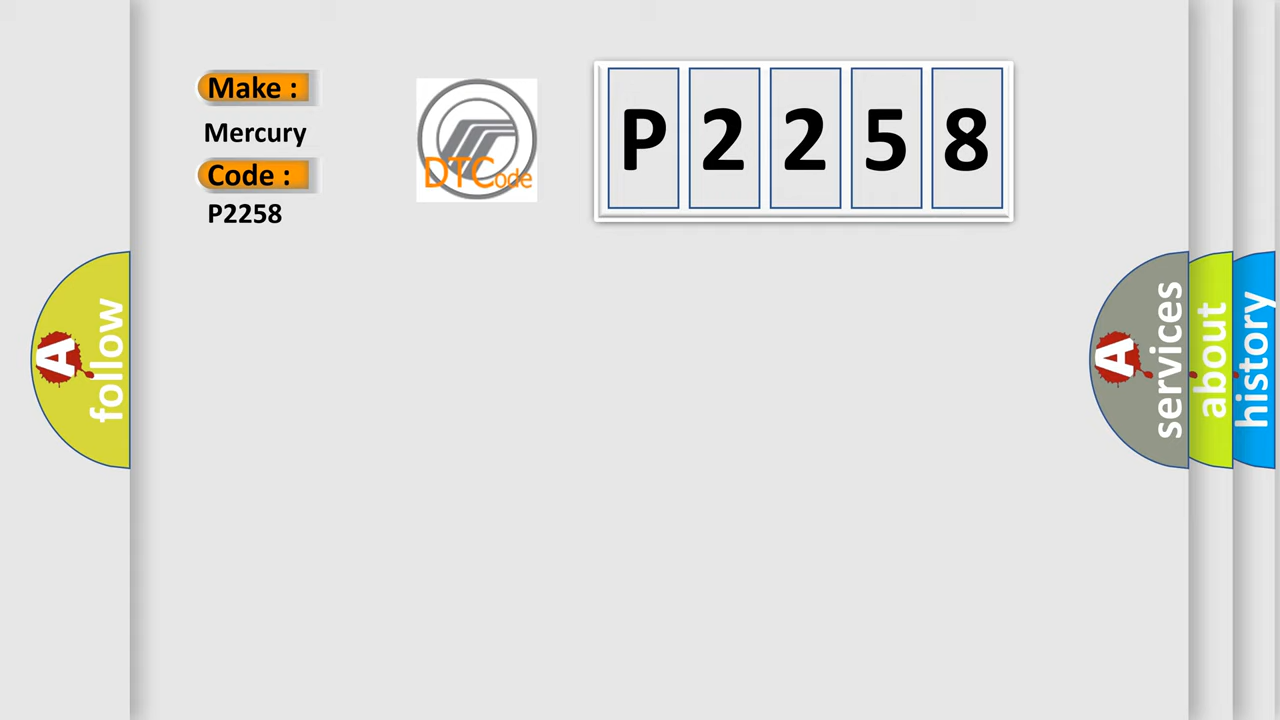 Make :
Mercury
Code :
P2258
DTCode
P 2 2 5 8
A follow
A services
about
history